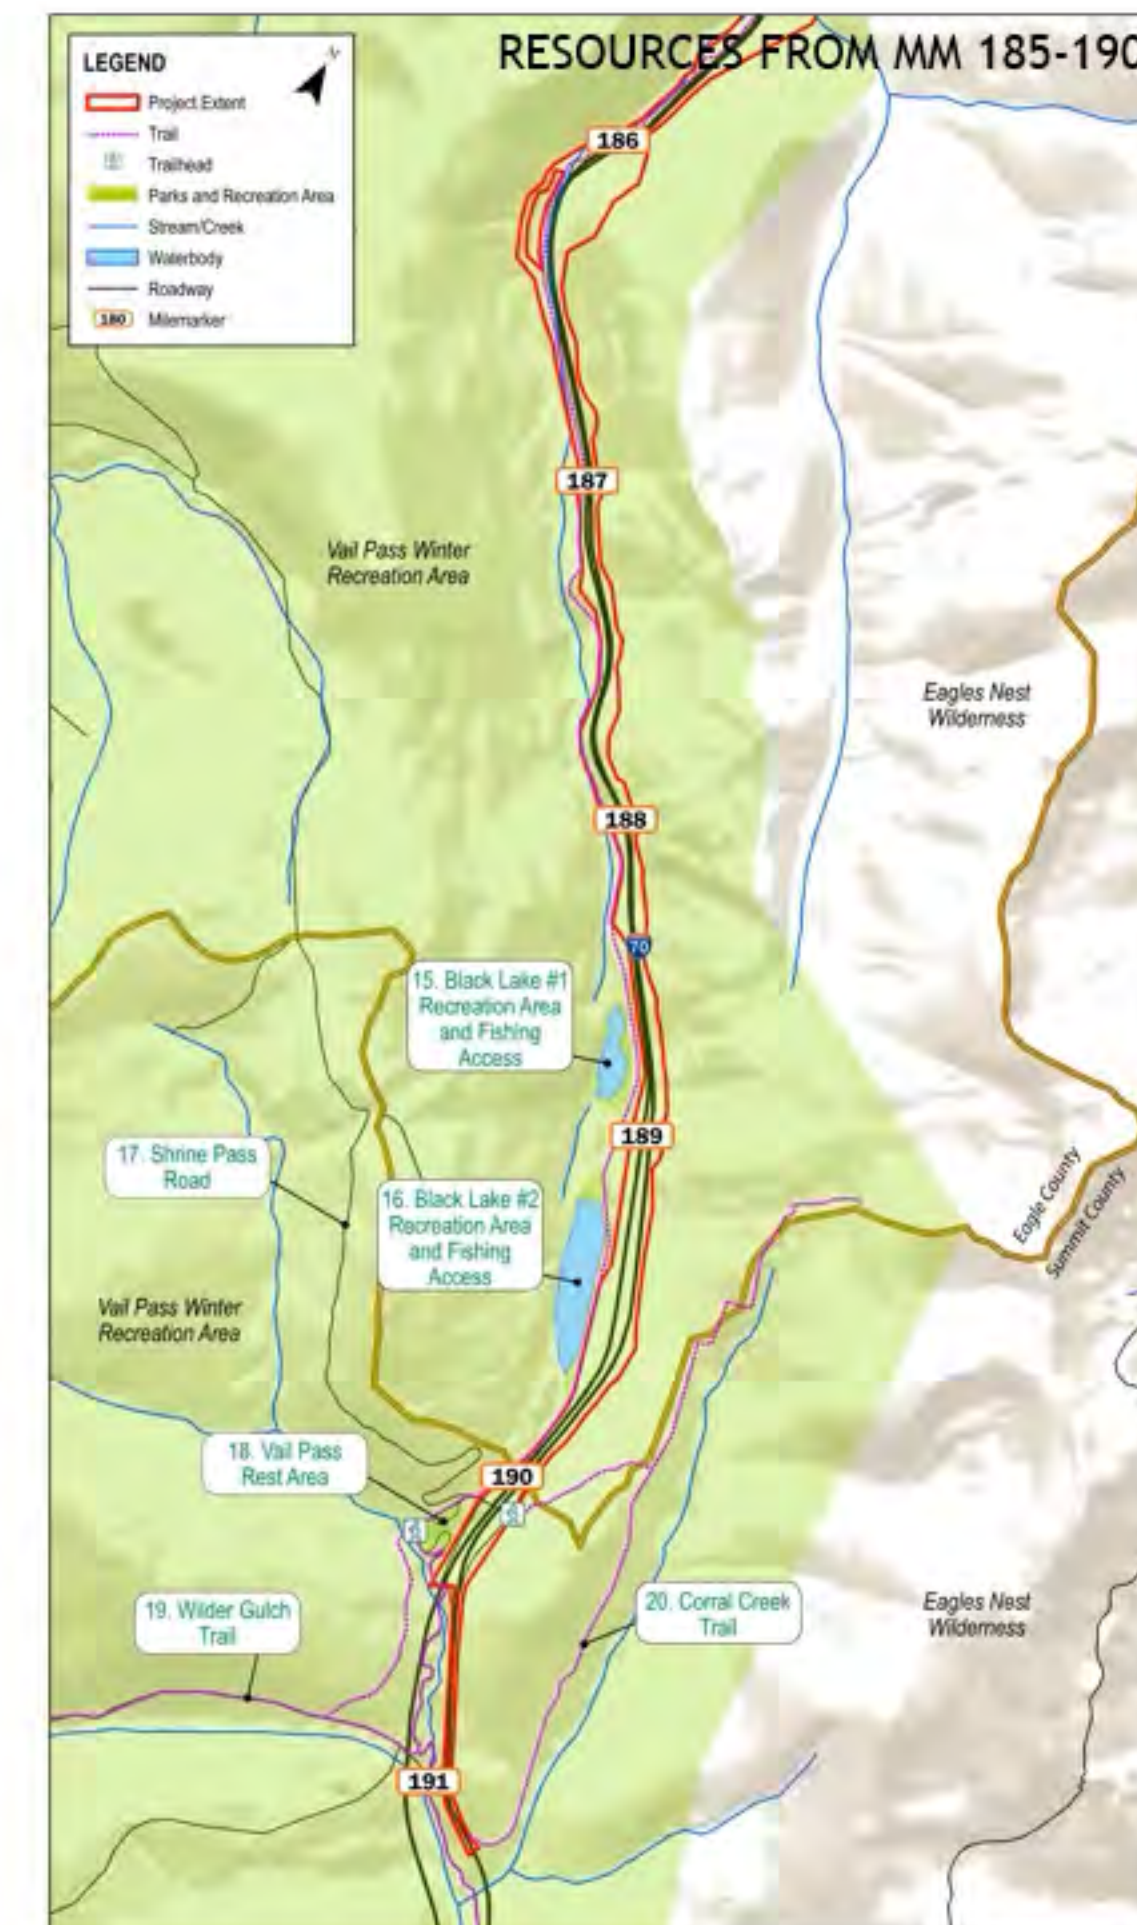 RESOURCES FROM MM 185-190
LEGEND
N
Project Extent
Trail
Trailhead
Parks and Recreation Area
Stream/Creek
Waterbody
Roadway
180 Milemarker
186
187
Vail Pass Winter
Recreation Area
Eagles Nest
Wilderness
188
70
15. Black Lake #1
Recreation Area
and Fishing
Access
189
17. Shrine Pass
Road
16. Black Lake #2
Recreation Area
and Fishing
Access
Eagle County
Summit County
Vail Pass Winter
Recreation Area
18. Vail Pass
Rest Area
190
19. Wilder Gulch
Trail
20. Corral Creek
Trail
Eagles Nest
Wilderness
191